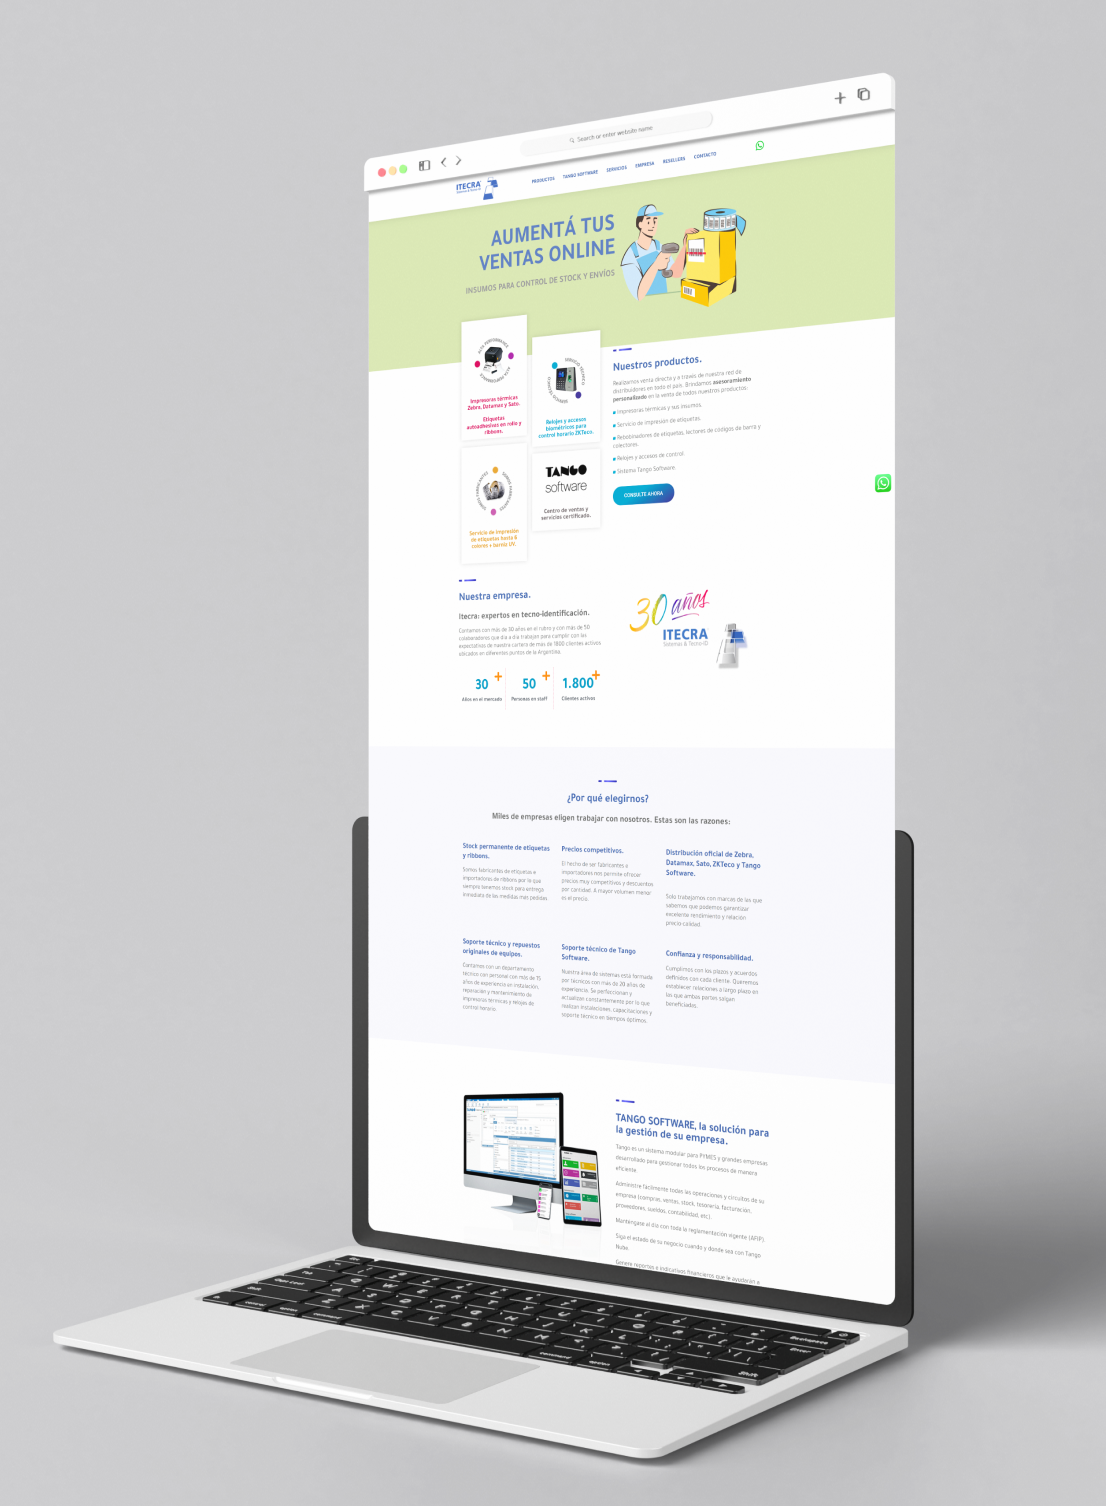 Search or enter website name
ITECRA
PRODUCTOS
TANGO SOFTWARE
SERVICIOS
EMPRESA
RESELLERS
CONTACTO
AUMENTÁ TUS
VENTAS ONLINE
INSUMOS PARA CONTROL DE STOCK Y ENVÍOS
ALTA PERFORMANCE
ALTA PERFORMANCE
Impresoras térmicas
Zebra, Datamax y Sato.
Etiquetas
autoadhesivas en rollo y
ribbons.
SERVICIO TÉCNICO
Relojes y accesos
biométricos para
control horario ZKTeco.
SOMOS FABRICANTES
SOMOS FABRICANTES
Servicio de impresión
de etiquetas hasta 6
colores + barniz UV.
TANGO
software
Centro de ventas y
servicios certificado.
Nuestros productos.
Realizamos venta directa y a través de nuestra red de
distribuidores en todo el país. Brindamos asesoramiento
personalizado en la venta de todos nuestros productos:
Impresoras térmicas y sus insumos.
Servicio de impresión de etiquetas.
Rebobinadores de etiquetas, lectores de códigos de barra y
colectores.
Relojes y accesos de control.
Sistema Tango Software.
CONSULTE AHORA
Nuestra empresa.
Itecra: expertos en tecno-identificación.
Contamos con más de 30 años en el rubro y con más de 50
colaboradores que día a día trabajan para cumplir con las
expectativas de nuestra cartera de más de 1800 clientes activos
ubicados en diferentes puntos de la Argentina.
30 +
Años en el mercado
50 +
Personas en staff
1.800 +
Clientes activos
30 años
ITECRA
Sistemas & Tecno-ID
¿Por qué elegirnos?
Miles de empresas eligen trabajar con nosotros. Estas son las razones:
Stock permanente de etiquetas
y ribbons.
Somos fabricantes de etiquetas e
importadores de ribbons por lo que
siempre tenemos stock para entrega
inmediata de las medidas más pedidas.
Precios competitivos.
El hecho de ser fabricantes e
importadores nos permite ofrecer
precios muy competitivos y descuentos
por cantidad. A mayor volumen menor
es el precio.
Distribución oficial de Zebra,
Datamax, Sato, ZKTeco y Tango
Software.
Solo trabajamos con marcas de las que
sabemos que podemos garantizar
excelente rendimiento y relación
precio-calidad.
Soporte técnico y repuestos
originales de equipos.
Contamos con un departamento
técnico con personal con más de 15
años de experiencia en instalación,
reparación y mantenimiento de
impresoras térmicas y relojes de
control horario.
Soporte técnico de Tango
Software.
Nuestra área de sistemas está formada
por técnicos con más de 20 años de
experiencia. Se perfeccionan y
actualizan constantemente por lo que
realizan instalaciones, capacitaciones y
soporte técnico en tiempos óptimos.
Confianza y responsabilidad.
Cumplimos con los plazos y acuerdos
definidos con cada cliente. Queremos
establecer relaciones a largo plazo en
las que ambas partes salgan
beneficiadas.
TANGO SOFTWARE, la solución para
la gestión de su empresa.
Tango es un sistema modular para PYMES y grandes empresas
desarrollado para gestionar todos los procesos de manera
eficiente.
Administre fácilmente todas las operaciones y circuitos de su
empresa (compras, ventas, stock, tesorería, facturación,
proveedores, sueldos, contabilidad, etc).
Manténgase al día con toda la reglamentación vigente (AFIP).
Siga el estado de su negocio cuando y donde sea con Tango
Nube.
Genere reportes e indicativos financieros que le ayudarán a